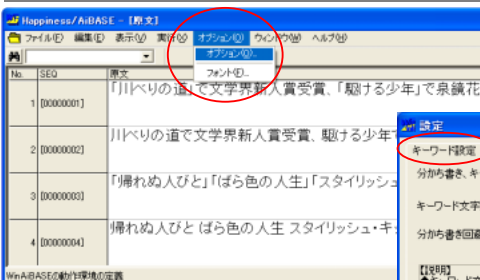 Happiness/AiBASE - [原文]
ファイル(F) 編集(E) 表示(V) 実行(X) オプション(O) ウィンドウ(W) ヘルプ(H)
オプション(O)...
フォント(F)...
No. SEQ 原文
1 [00000001] 「川べりの道」で文学界新人賞受賞、「駆ける少年」で泉鏡花
2 [00000002] 川べりの道で文学界新人賞受賞、駆ける少年
3 [00000003] 「帰れぬ人びと」「ばら色の人生」「スタイリッシュ
4 [00000004] 帰れぬ人びと ばら色の人生 スタイリッシュ・キ
設定
キーワード設定
分かち書き、キ
キーワード文字
分かち書き回避
【説明】
WinAiBASEの動作環境の定義